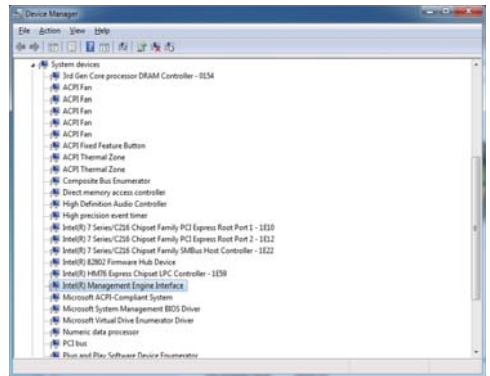 Device Manager
File Action View Help
System devices
3rd Gen Core processor DRAM Controller - 0154
ACPI Fan
ACPI Fan
ACPI Fan
ACPI Fan
ACPI Fan
ACPI Fixed Feature Button
ACPI Thermal Zone
ACPI Thermal Zone
Composite Bus Enumerator
Direct memory access controller
High Definition Audio Controller
High precision event timer
Intel(R) 7 Series/C216 Chipset Family PCI Express Root Port 1 - 1E10
Intel(R) 7 Series/C216 Chipset Family PCI Express Root Port 2 - 1E12
Intel(R) 7 Series/C216 Chipset Family SMBus Host Controller - 1E22
Intel(R) 82802 Firmware Hub Device
Intel(R) HM76 Express Chipset LPC Controller - 1E59
Intel(R) Management Engine Interface
Microsoft ACPI-Compliant System
Microsoft System Management BIOS Driver
Microsoft Virtual Drive Enumerator Driver
Numeric data processor
PCI bus
Plug and Play Software Device Enumerator